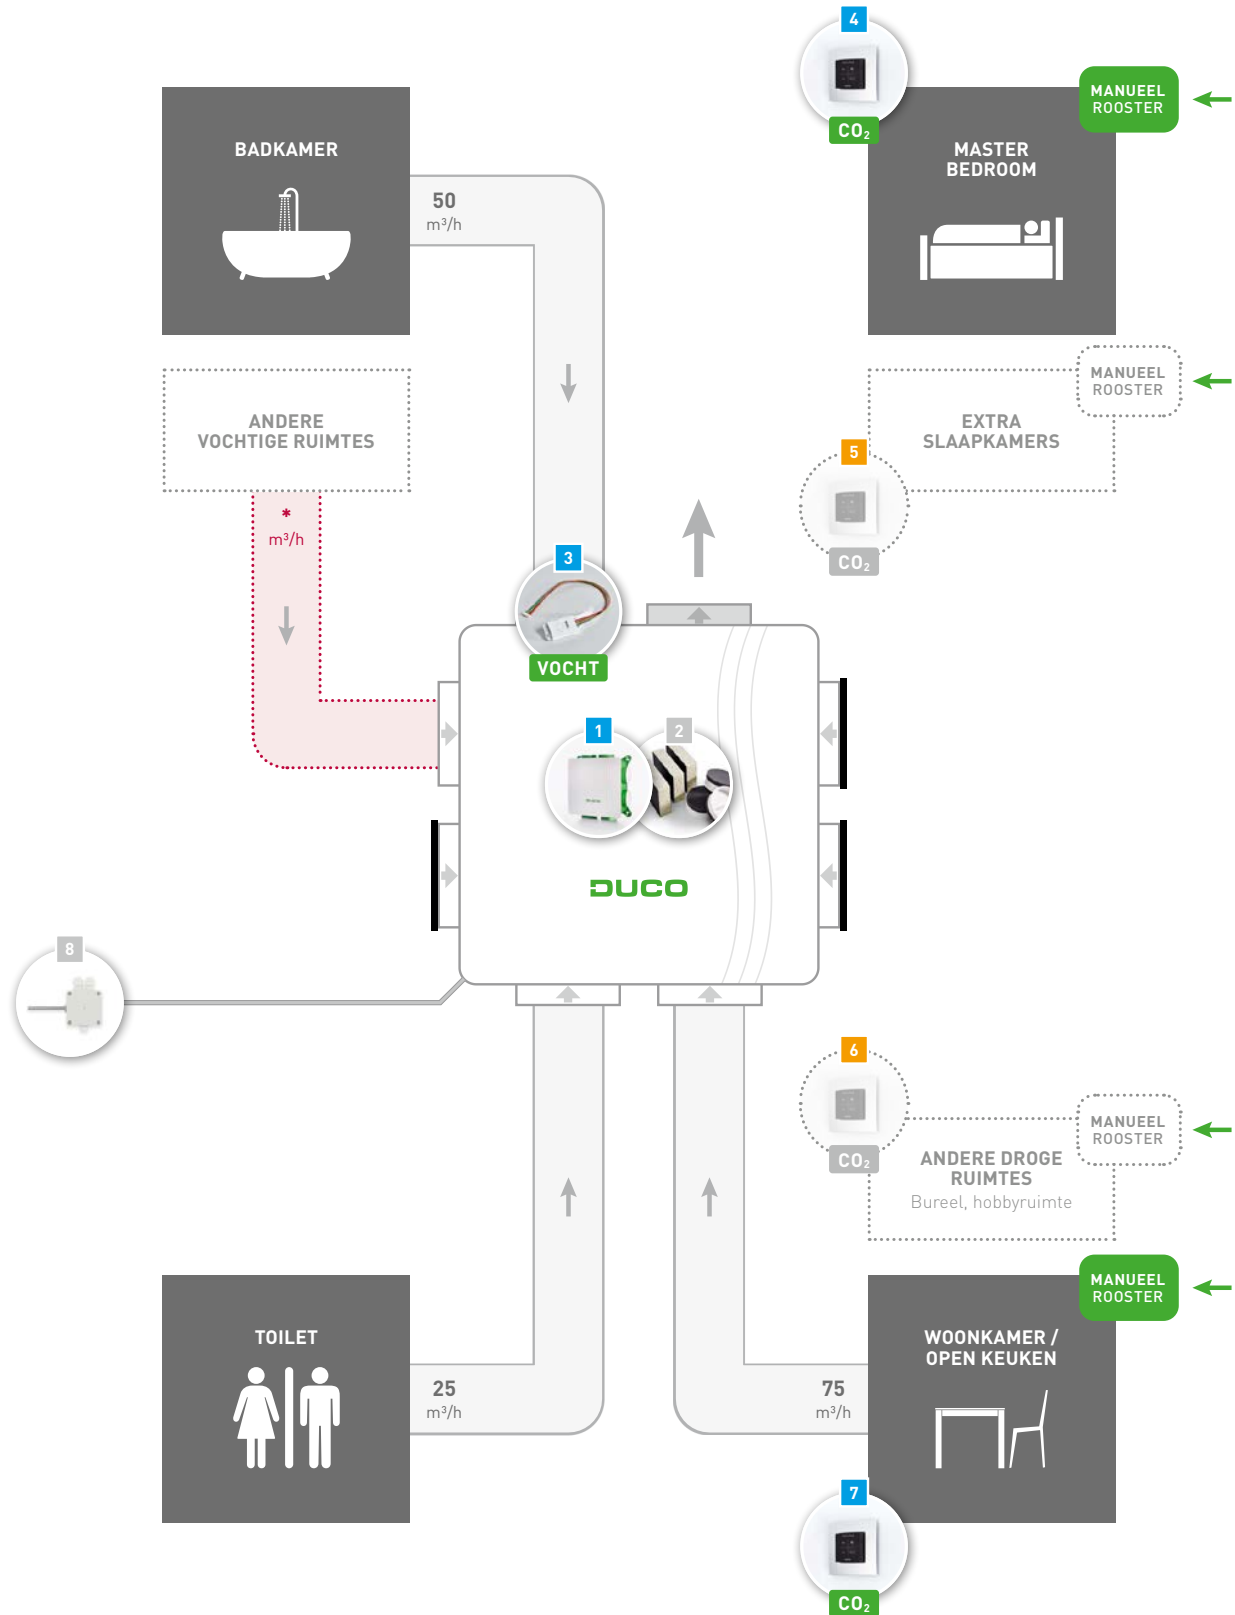 4
MANUEEL
ROOSTER
CO₂
BADKAMER
MASTER
BEDROOM
50
m³/h
MANUEEL
ROOSTER
ANDERE
VOCHTIGE RUIMTES
EXTRA
SLAAPKAMERS
5
*
m³/h
CO₂
3
VOCHT
1
2
DUCO
8
6
MANUEEL
ROOSTER
CO₂
ANDERE DROGE
RUIMTES
Bureel, hobbyruimte
MANUEEL
ROOSTER
TOILET
WOONKAMER /
OPEN KEUKEN
25
m³/h
75
m³/h
7
CO₂